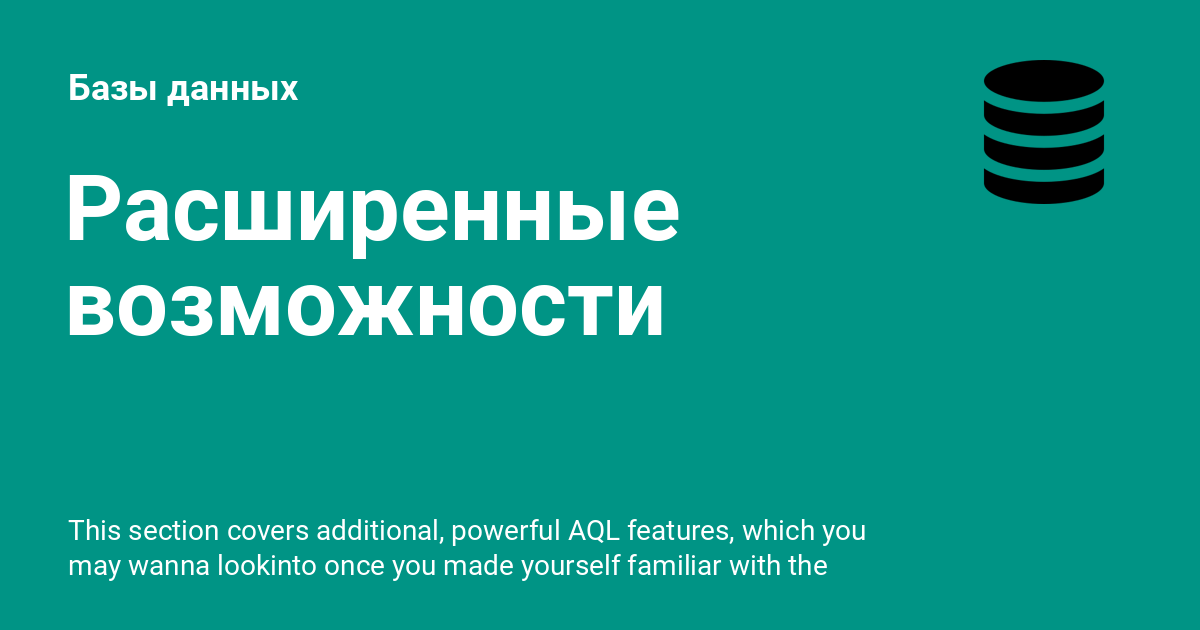 Базы данных
Расширенные
возможности
This section covers additional, powerful AQL features, which you
may wanna lookinto once you made yourself familiar with the